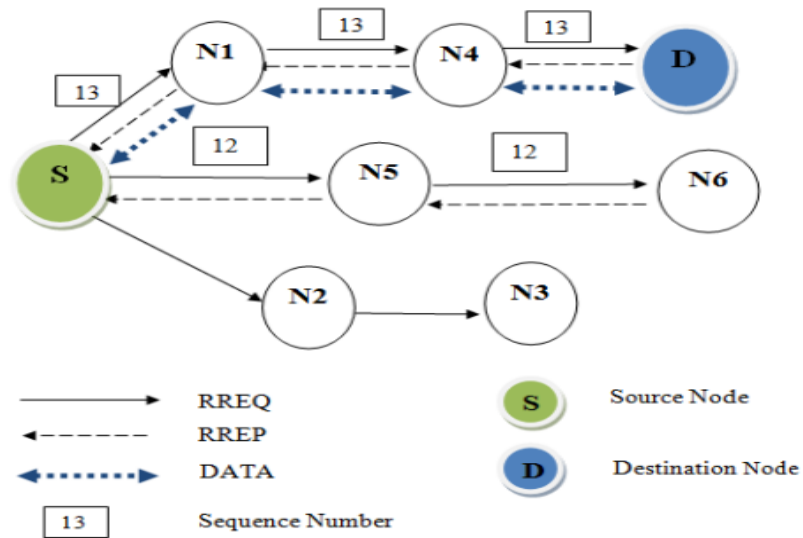 13
13
N1
N4
D
13
12
12
S
N5
N6
N2
N3
RREQ
RREP
DATA
13 Sequence Number
S Source Node
D Destination Node